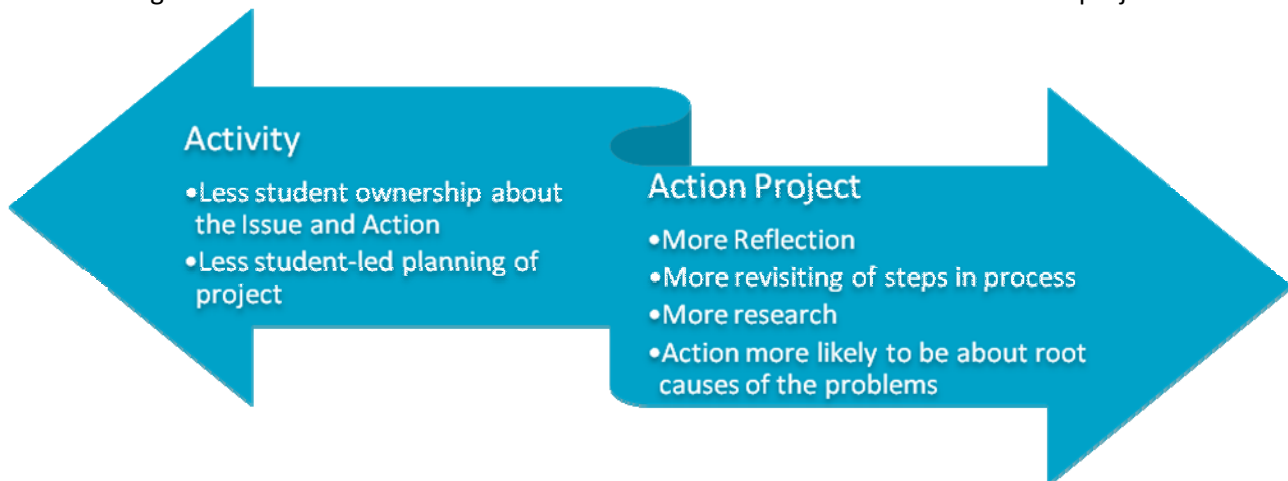 Activity
•Less student ownership about
the Issue and Action
•Less student-led planning of
project
Action Project
•More Reflection
•More revisiting of steps in process
•More research
•Action more likely to be about root
causes of the problems